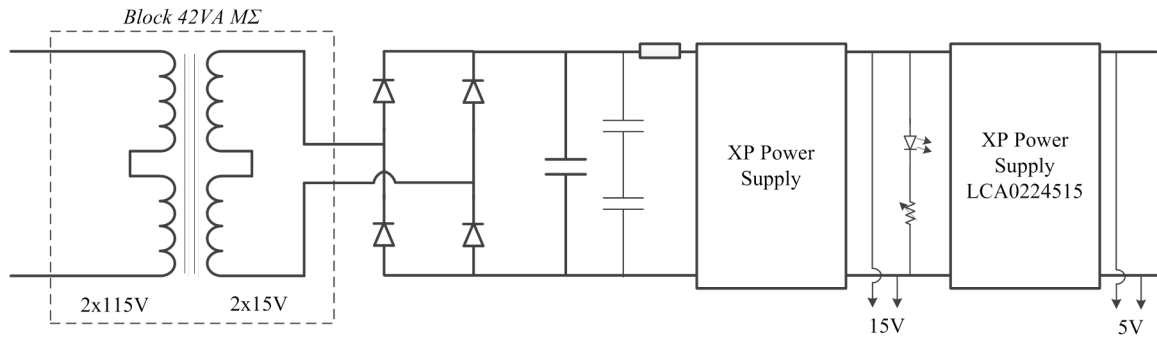 Block 42VA MΣ
2x115V
2x15V
XP Power
Supply
15V
XP Power
Supply
LCA0224515
5V